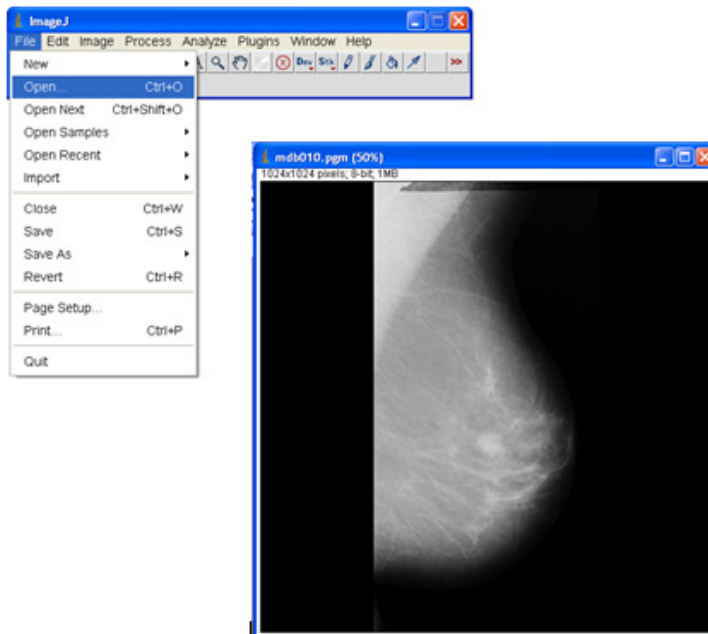 ImageJ
File Edit Image Process Analyze Plugins Window Help
Dev Stk >>
New
Open... Ctrl+O
Open Next Ctrl+Shift+O
Open Samples
Open Recent
Import
Close Ctrl+W
Save Ctrl+S
Save As
Revert Ctrl+R
Page Setup...
Print... Ctrl+P
Quit
mdb010.pgm (50%)
1024x1024 pixels; 8-bit; 1MB